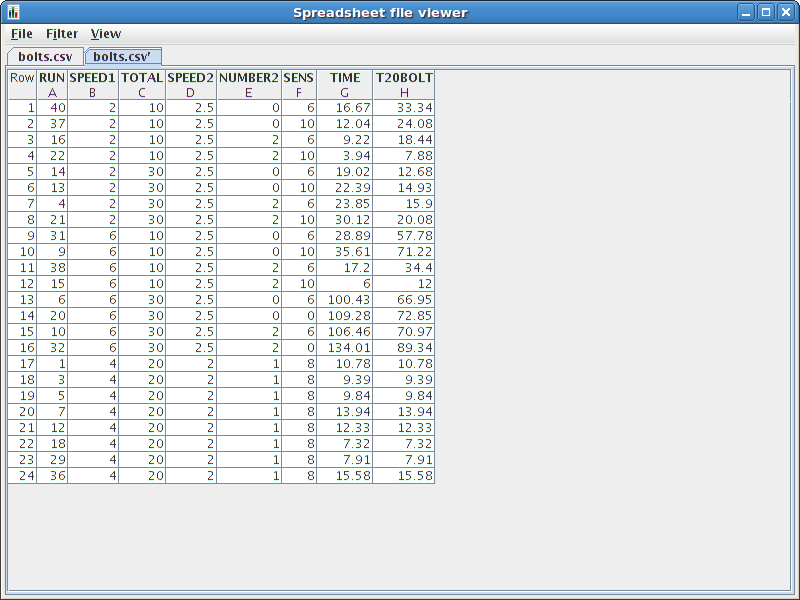 Spreadsheet file viewer
File Filter View
bolts.csv bolts.csv'
Row RUN SPEED1 TOTAL SPEED2 NUMBER2 SENS TIME T20BOLT
A B C D E F G H
1 40 2 10 2.5 0 6 16.67 33.34
2 37 2 10 2.5 0 10 12.04 24.08
3 16 2 10 2.5 2 6 9.22 18.44
4 22 2 10 2.5 2 10 3.94 7.88
5 14 2 30 2.5 0 6 19.02 12.68
6 13 2 30 2.5 0 10 22.39 14.93
7 4 2 30 2.5 2 6 23.85 15.9
8 21 2 30 2.5 2 10 30.12 20.08
9 31 6 10 2.5 0 6 28.89 57.78
10 9 6 10 2.5 0 10 35.61 71.22
11 38 6 10 2.5 2 6 17.2 34.4
12 15 6 10 2.5 2 10 6 12
13 6 6 30 2.5 0 6 100.43 66.95
14 20 6 30 2.5 0 0 109.28 72.85
15 10 6 30 2.5 2 6 106.46 70.97
16 32 6 30 2.5 2 0 134.01 89.34
17 1 4 20 2 1 8 10.78 10.78
18 3 4 20 2 1 8 9.39 9.39
19 5 4 20 2 1 8 9.84 9.84
20 7 4 20 2 1 8 13.94 13.94
21 12 4 20 2 1 8 12.33 12.33
22 18 4 20 2 1 8 7.32 7.32
23 29 4 20 2 1 8 7.91 7.91
24 36 4 20 2 1 8 15.58 15.58